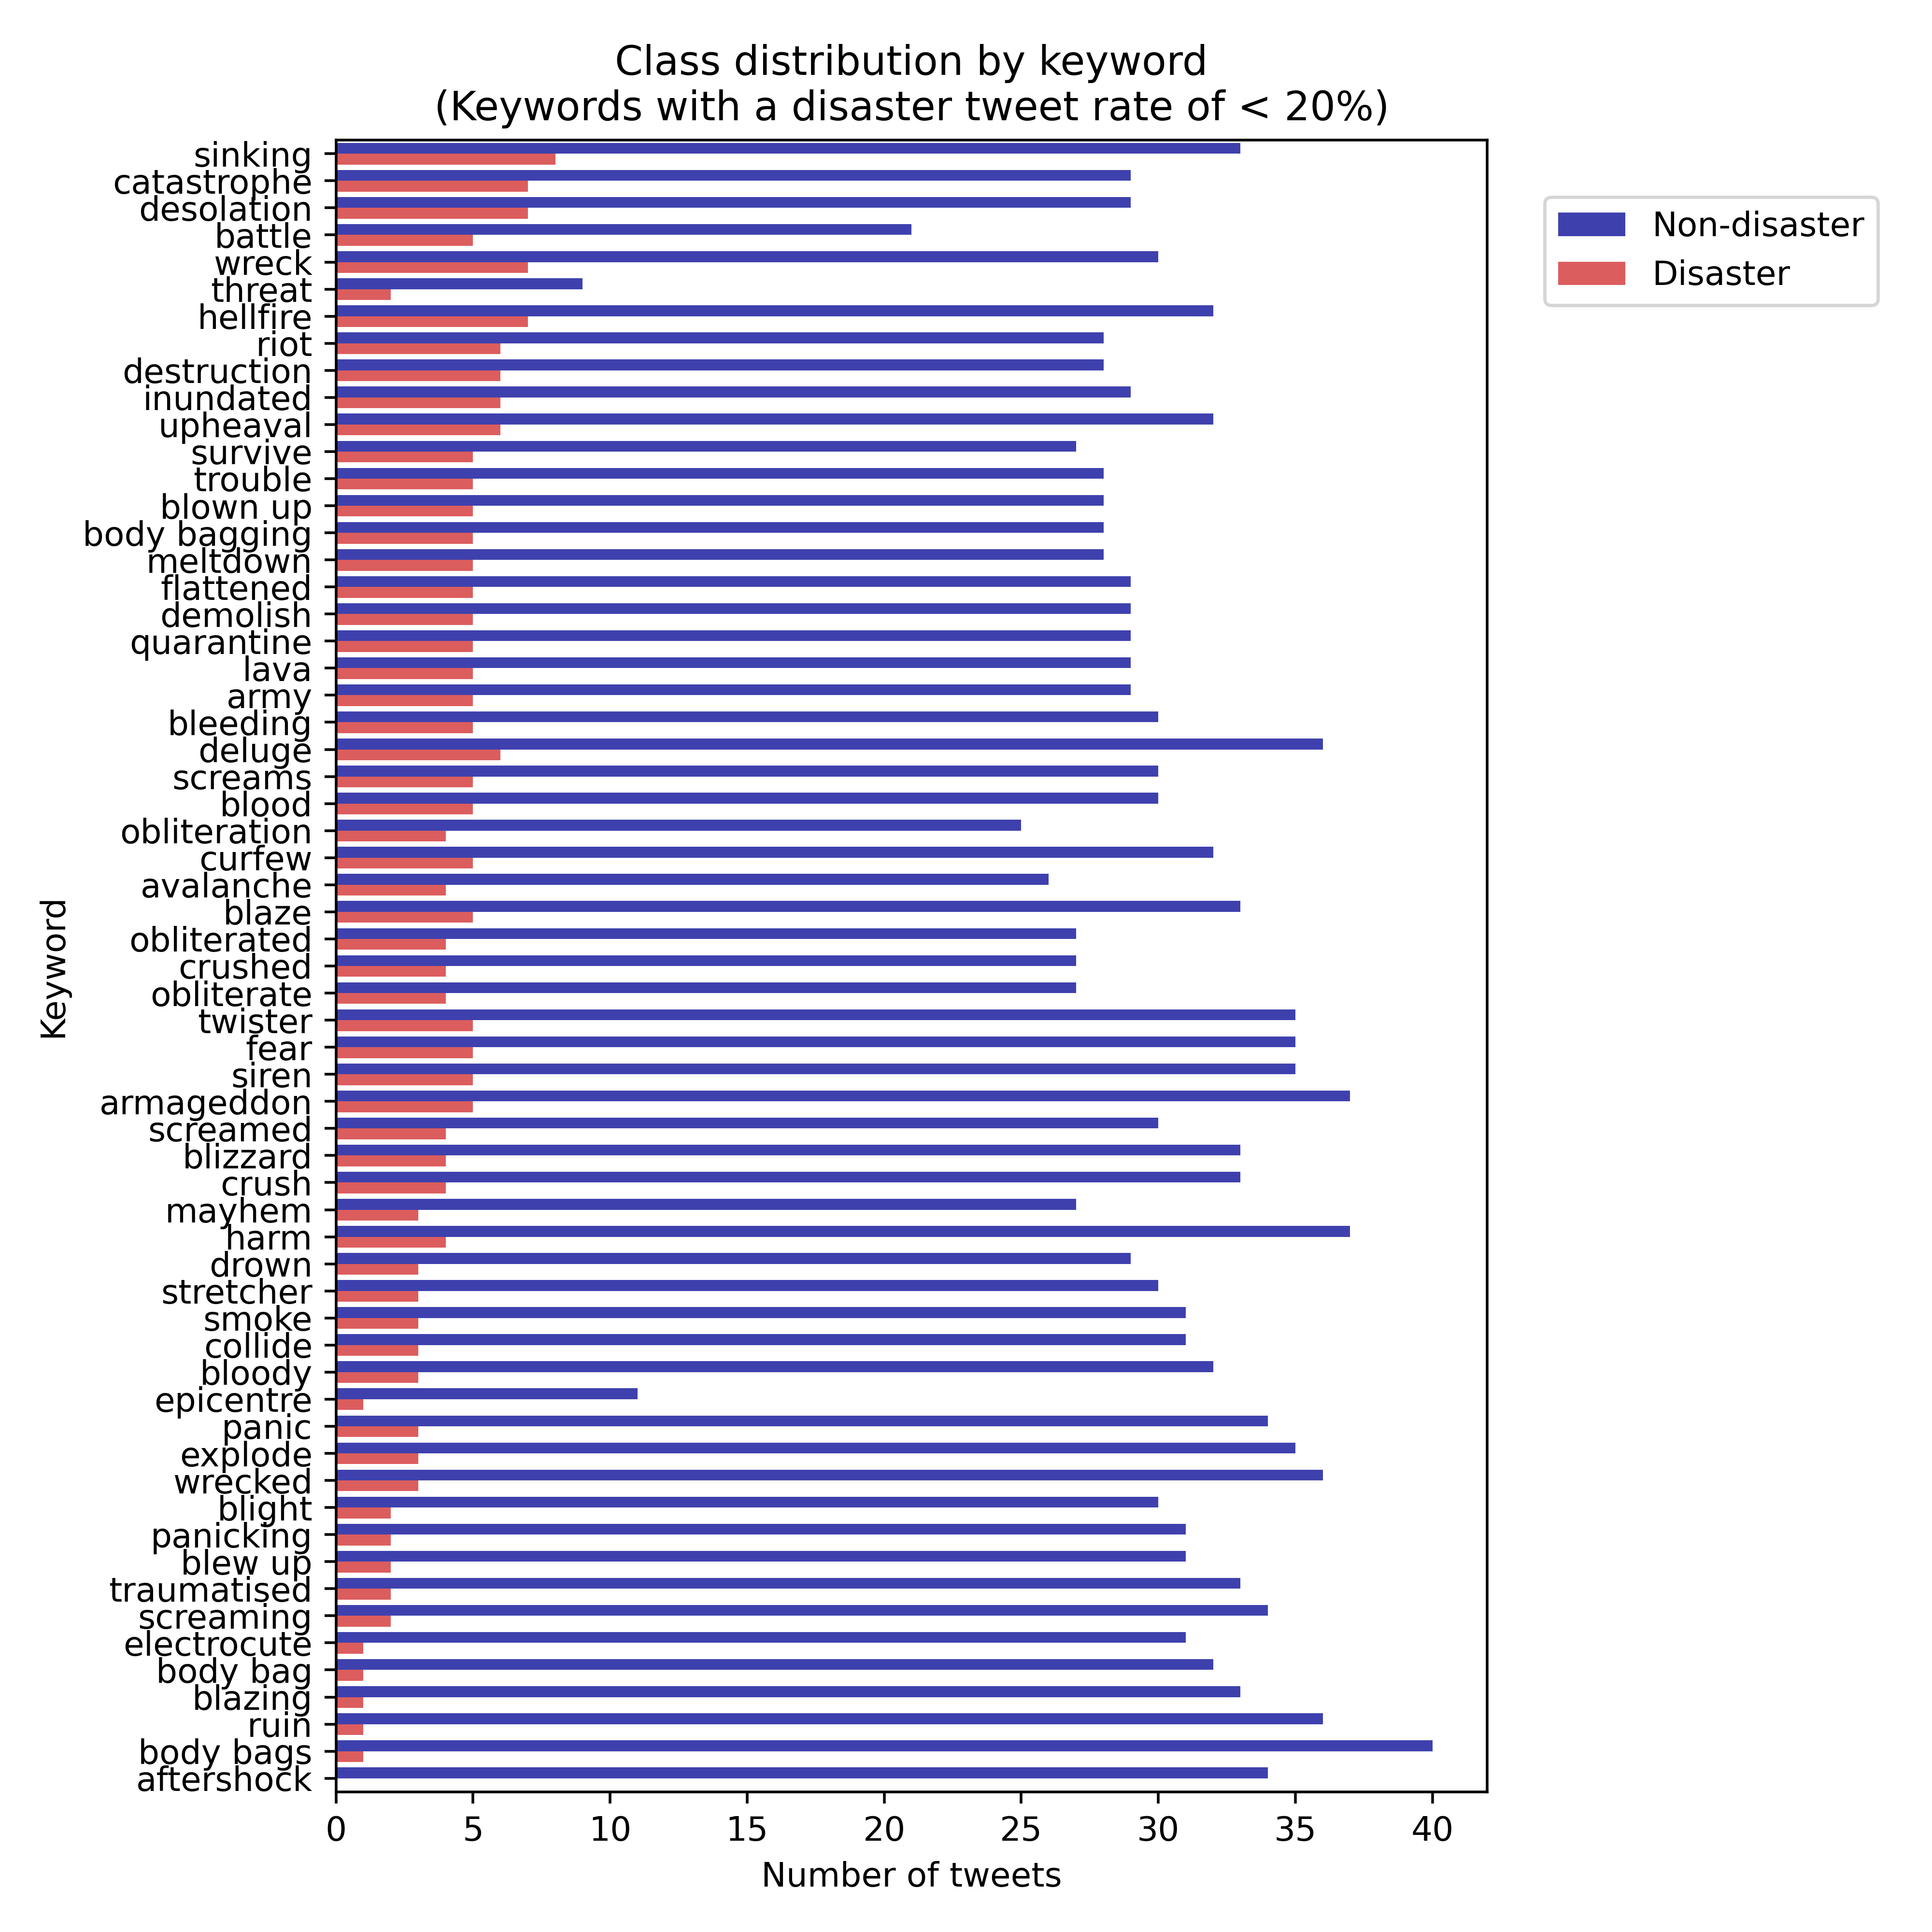 Class distribution by keyword
(Keywords with a disaster tweet rate of < 20%)
Non-disaster
Disaster
Keyword
sinking
catastrophe
desolation
battle
wreck
threat
hellfire
riot
destruction
inundated
upheaval
survive
trouble
blown up
body bagging
meltdown
flattened
demolish
quarantine
lava
army
bleeding
deluge
screams
blood
obliteration
curfew
avalanche
blaze
obliterated
crushed
obliterate
twister
fear
siren
armageddon
screamed
blizzard
crush
mayhem
harm
drown
stretcher
smoke
collide
bloody
epicentre
panic
explode
wrecked
blight
panicking
blew up
traumatised
screaming
electrocute
body bag
blazing
ruin
body bags
aftershock
0 5 10 15 20 25 30 35 40
Number of tweets